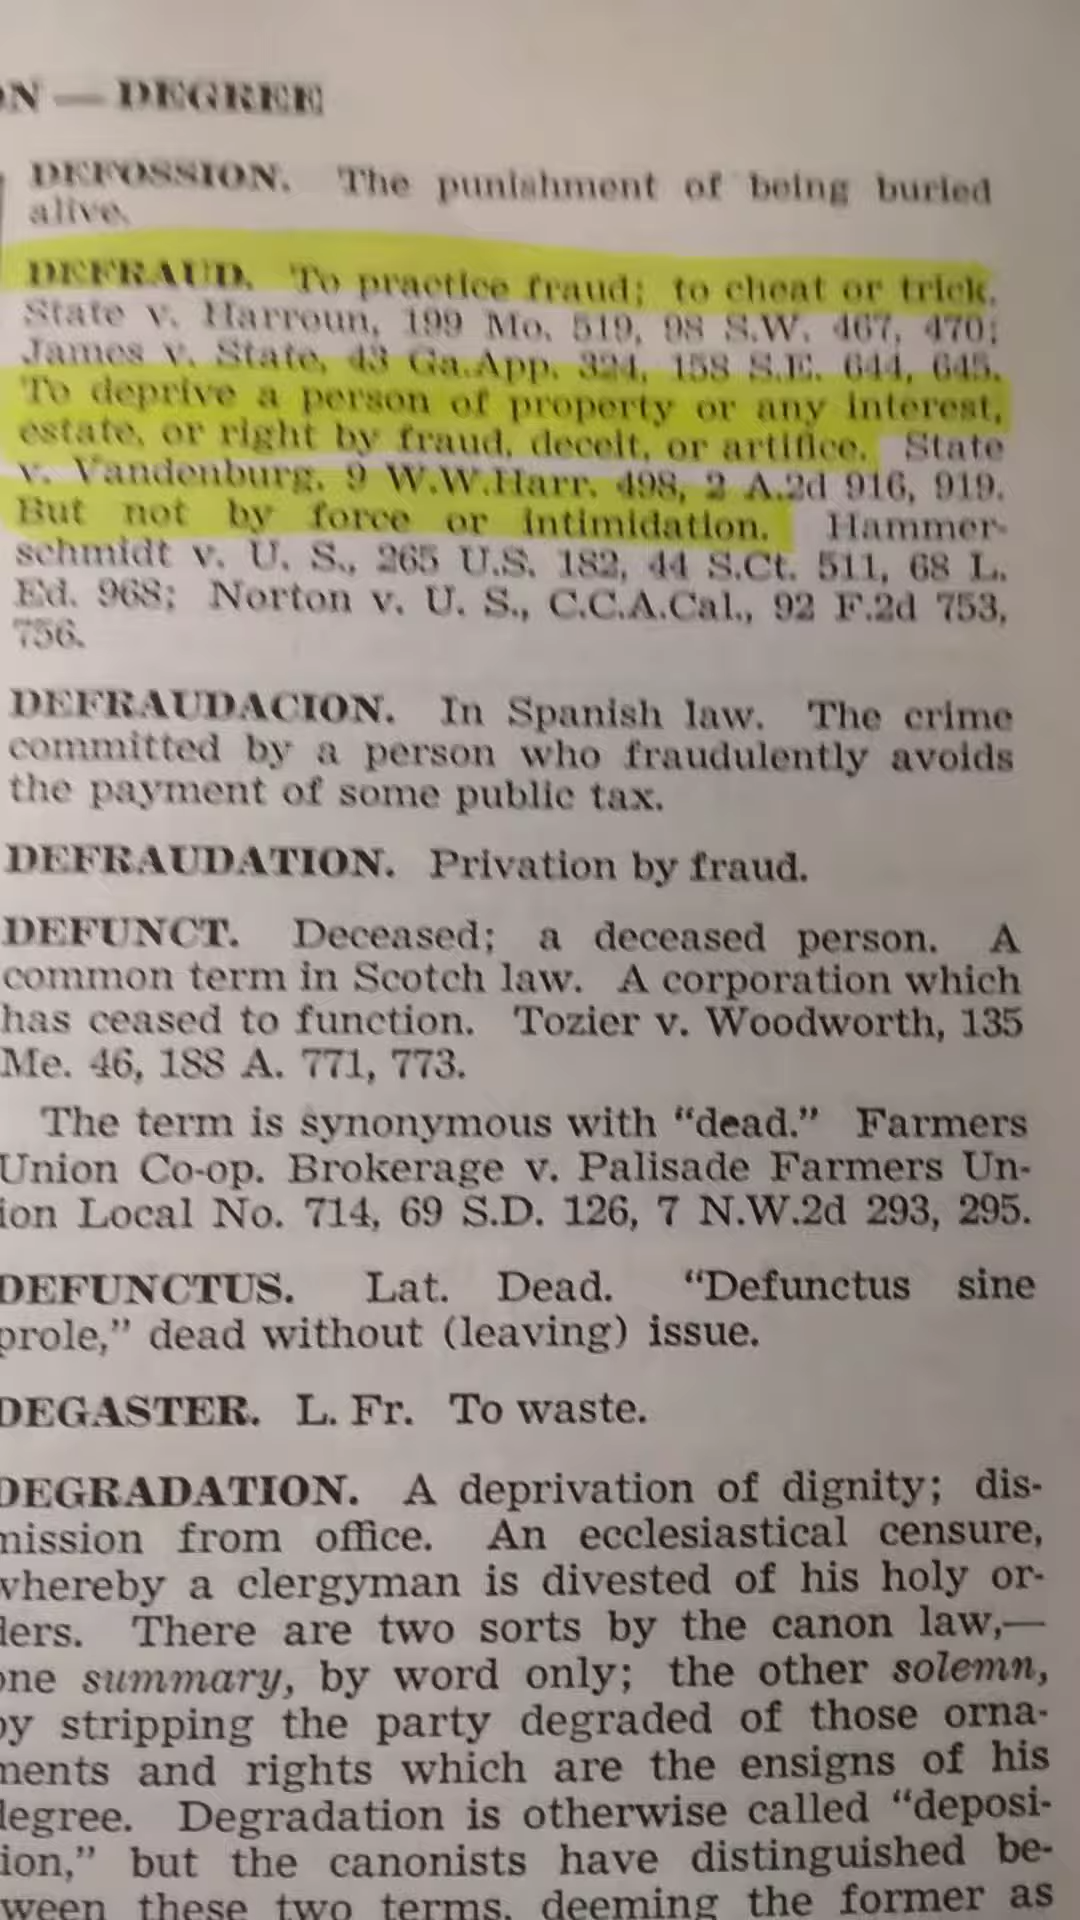 ON — DEGREE
DEFOSSION. The punishment of being buried
alive.
DEFRAUD. To practice fraud; to cheat or trick.
State v. Harroun, 199 Mo. 519, 98 S.W. 467, 470;
James v. State, 43 Ga.App. 324, 158 S.E. 644, 645.
To deprive a person of property or any interest,
estate, or right by fraud, deceit, or artifice. State
v. Vandenburg, 9 W.W.Harr. 498, 2 A.2d 916, 919.
But not by force or intimidation. Hammer-
schmidt v. U. S., 265 U.S. 182, 44 S.Ct. 511, 68 L.
Ed. 968; Norton v. U. S., C.C.A.Cal., 92 F.2d 753,
756.
DEFRAUDACION. In Spanish law. The crime
committed by a person who fraudulently avoids
the payment of some public tax.
DEFRAUDATION. Privation by fraud.
DEFUNCT. Deceased; a deceased person. A
common term in Scotch law. A corporation which
has ceased to function. Tozier v. Woodworth, 135
Me. 46, 188 A. 771, 773.
The term is synonymous with “dead.” Farmers
Union Co-op. Brokerage v. Palisade Farmers Un-
ion Local No. 714, 69 S.D. 126, 7 N.W.2d 293, 295.
DEFUNCTUS. Lat. Dead. “Defunctus sine
prole,” dead without (leaving) issue.
DEGASTER. L. Fr. To waste.
DEGRADATION. A deprivation of dignity; dis-
mission from office. An ecclesiastical censure,
whereby a clergyman is divested of his holy or-
ders. There are two sorts by the canon law,—
one summary, by word only; the other solemn,
by stripping the party degraded of those orna-
ments and rights which are the ensigns of his
degree. Degradation is otherwise called “deposi-
tion,” but the canonists have distinguished be-
tween these two terms, deeming the former as